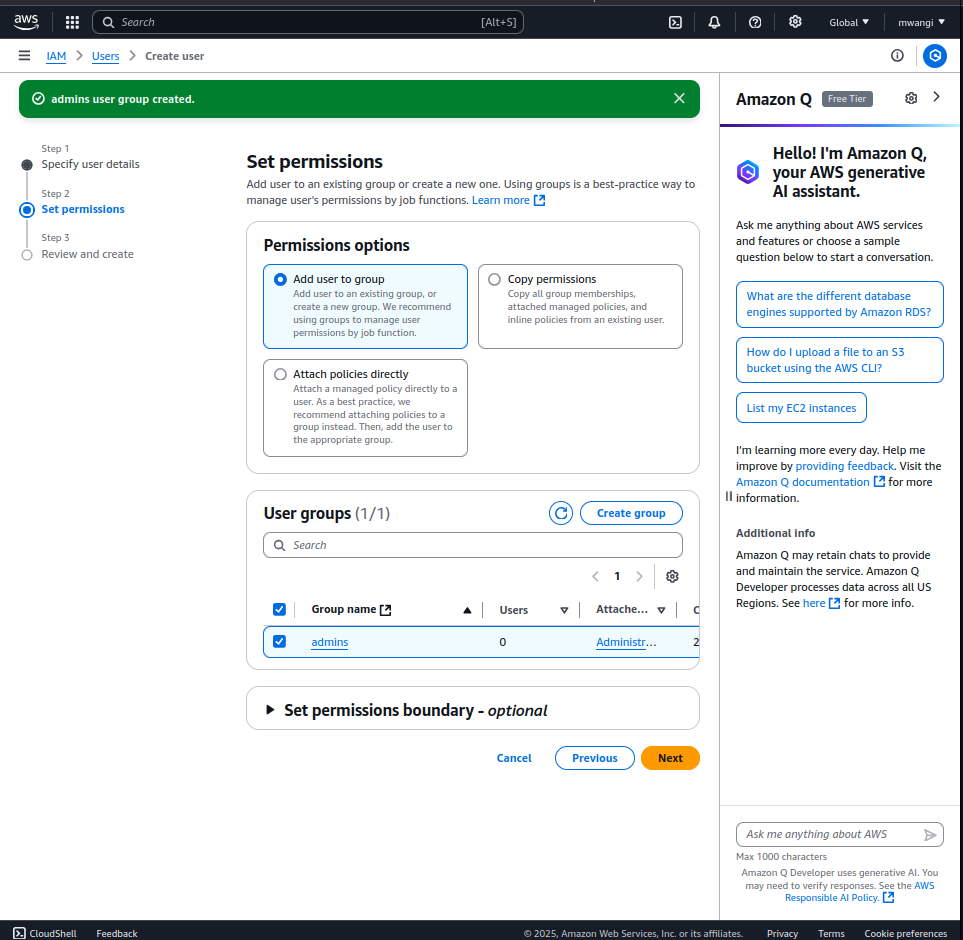 aws
Search
[Alt+S]
Global
mwangi
IAM
Users
Create user
admins user group created.
Step 1
Specify user details
Step 2
Set permissions
Step 3
Review and create
Set permissions
Add user to an existing group or create a new one. Using groups is a best-practice way to
manage user's permissions by job functions. Learn more
Permissions options
Add user to group
Add user to an existing group, or
create a new group. We recommend
using groups to manage user
permissions by job function.
Copy permissions
Copy all group memberships,
attached managed policies, and
inline policies from an existing user.
Attach policies directly
Attach a managed policy directly to a
user. As a best practice, we
recommend attaching policies to a
group instead. Then, add the user to
the appropriate group.
User groups (1/1)
Create group
Search
1
Group name
Users
Attache...
C
admins
0
Administr...
2
Set permissions boundary - optional
Cancel
Previous
Next
Amazon Q
Free Tier
Hello! I'm Amazon Q,
your AWS generative
AI assistant.
Ask me anything about AWS services
and features or choose a sample
question below to start a conversation.
What are the different database
engines supported by Amazon RDS?
How do I upload a file to an S3
bucket using the AWS CLI?
List my EC2 instances
I'm learning more every day. Help me
improve by providing feedback. Visit the
Amazon Q documentation for more
information.
Additional info
Amazon Q may retain chats to provide
and maintain the service. Amazon Q
Developer processes data across all US
Regions. See here for more info.
Ask me anything about AWS
Max 1000 characters
Amazon Q Developer uses generative AI. You
may need to verify responses. See the AWS
Responsible AI Policy.
CloudShell
Feedback
© 2025, Amazon Web Services, Inc. or its affiliates.
Privacy
Terms
Cookie preferences